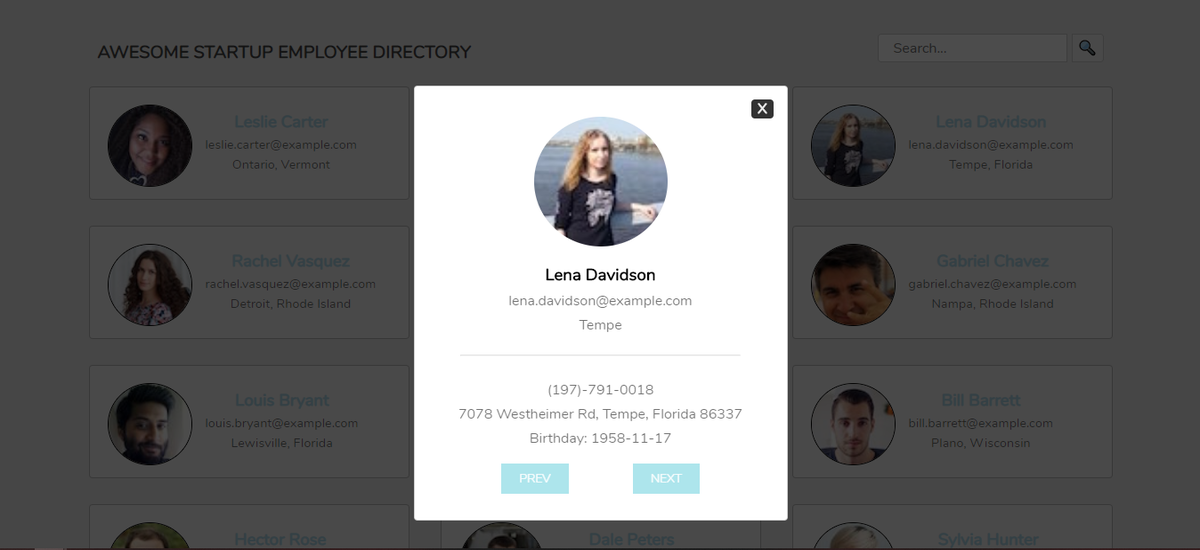 AWESOME STARTUP EMPLOYEE DIRECTORY
Search...
Leslie Carter
leslie.carter@example.com
Ontario, Vermont
X
Lena Davidson
lena.davidson@example.com
Tempe
(197)-791-0018
7078 Westheimer Rd, Tempe, Florida 86337
Birthday: 1958-11-17
PREV
NEXT
Lena Davidson
lena.davidson@example.com
Tempe, Florida
Rachel Vasquez
rachel.vasquez@example.com
Detroit, Rhode Island
Gabriel Chavez
gabriel.chavez@example.com
Nampa, Rhode Island
Louis Bryant
louis.bryant@example.com
Lewisville, Florida
Bill Barrett
bill.barrett@example.com
Plano, Wisconsin
Hector Rose
Dale Peters
Sylvia Hunter